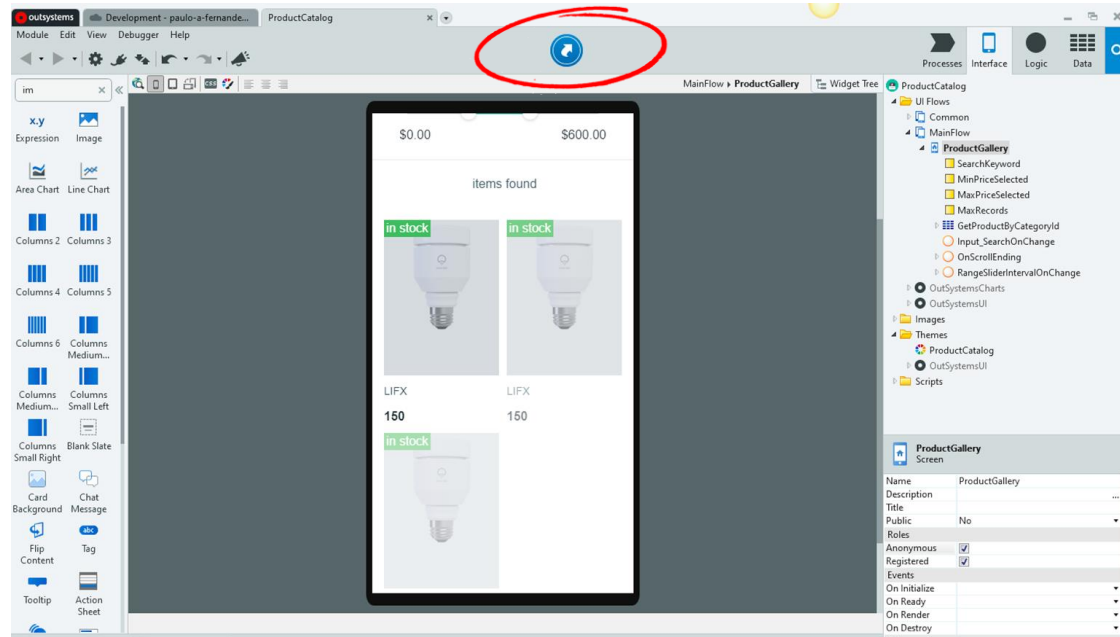 outsystems
Development - paulo-a-fernande...
ProductCatalog
Module Edit View Debugger Help
Processes Interface Logic Data
im
MainFlow ▸ ProductGallery
Widget Tree
x.y
Expression Image
Area Chart Line Chart
Columns 2 Columns 3
Columns 4 Columns 5
Columns 6 Columns Medium...
Columns Medium... Columns Small Left
Columns Small Right Blank Slate
Card Background Chat Message
abc
Flip Content Tag
Tooltip Action Sheet
$0.00 $600.00
items found
in stock in stock
LIFX LIFX
150 150
in stock
ProductCatalog
UI Flows
Common
MainFlow
ProductGallery
SearchKeyword
MinPriceSelected
MaxPriceSelected
MaxRecords
GetProductByCategoryId
Input_SearchOnChange
OnScrollEnding
RangeSliderIntervalOnChange
OutSystemsCharts
OutSystemsUI
Images
Themes
ProductCatalog
OutSystemsUI
Scripts
ProductGallery
Screen
Name ProductGallery
Description ...
Title
Public No
Roles
Anonymous
Registered
Events
On Initialize
On Ready
On Render
On Destroy